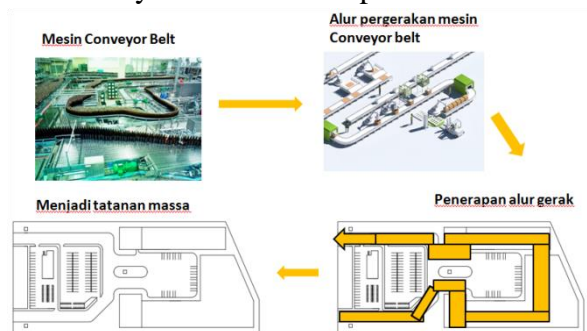 Mesin Conveyor Belt
Alur pergerakan mesin
Conveyor belt
Penerapan alur gerak
Menjadi tatanan massa